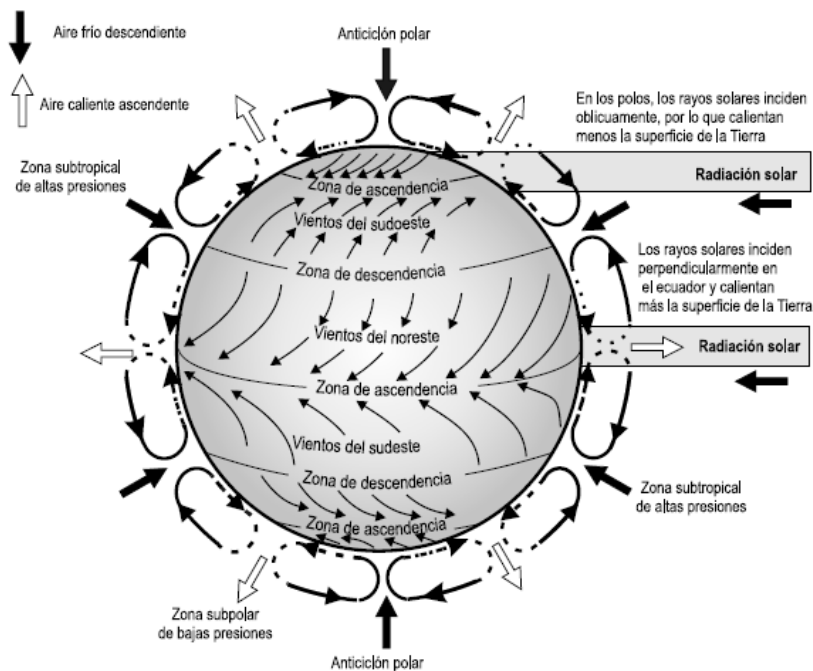 Aire frío descendiente
Aire caliente ascendente
Anticiclón polar
En los polos, los rayos solares inciden
oblicuamente, por lo que calientan
menos la superficie de la Tierra
Radiación solar
Zona subtropical
de altas presiones
Zona de ascendencia
Vientos del sudoeste
Zona de descendencia
Los rayos solares inciden
perpendicularmente en
el ecuador y calientan
más la superficie de la Tierra
Vientos del noreste
Radiación solar
Zona de ascendencia
Vientos del sudeste
Zona de descendencia
Zona de ascendencia
Zona subtropical
de altas presiones
Zona subpolar
de bajas presiones
Anticiclón polar